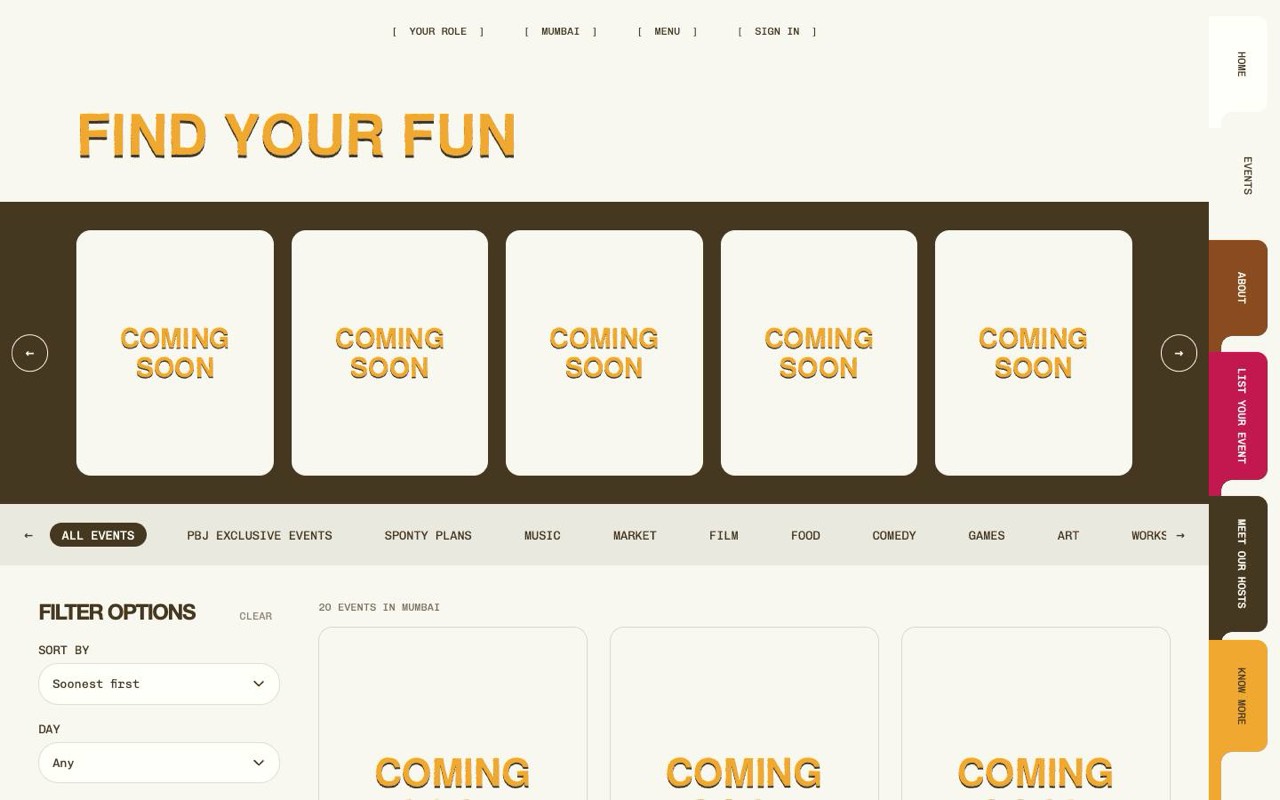 [ YOUR ROLE ] [ MUMBAI ] [ MENU ] [ SIGN IN ]
HOME
EVENTS
ABOUT
LIST YOUR EVENT
MEET OUR HOSTS
KNOW MORE
FIND YOUR FUN
←
COMING
SOON
COMING
SOON
COMING
SOON
COMING
SOON
COMING
SOON
→
← ALL EVENTS PBJ EXCLUSIVE EVENTS SPONTY PLANS MUSIC MARKET FILM FOOD COMEDY GAMES ART WORKS →
FILTER OPTIONS CLEAR
SORT BY
Soonest first
DAY
Any
20 EVENTS IN MUMBAI
COMING
COMING
COMING